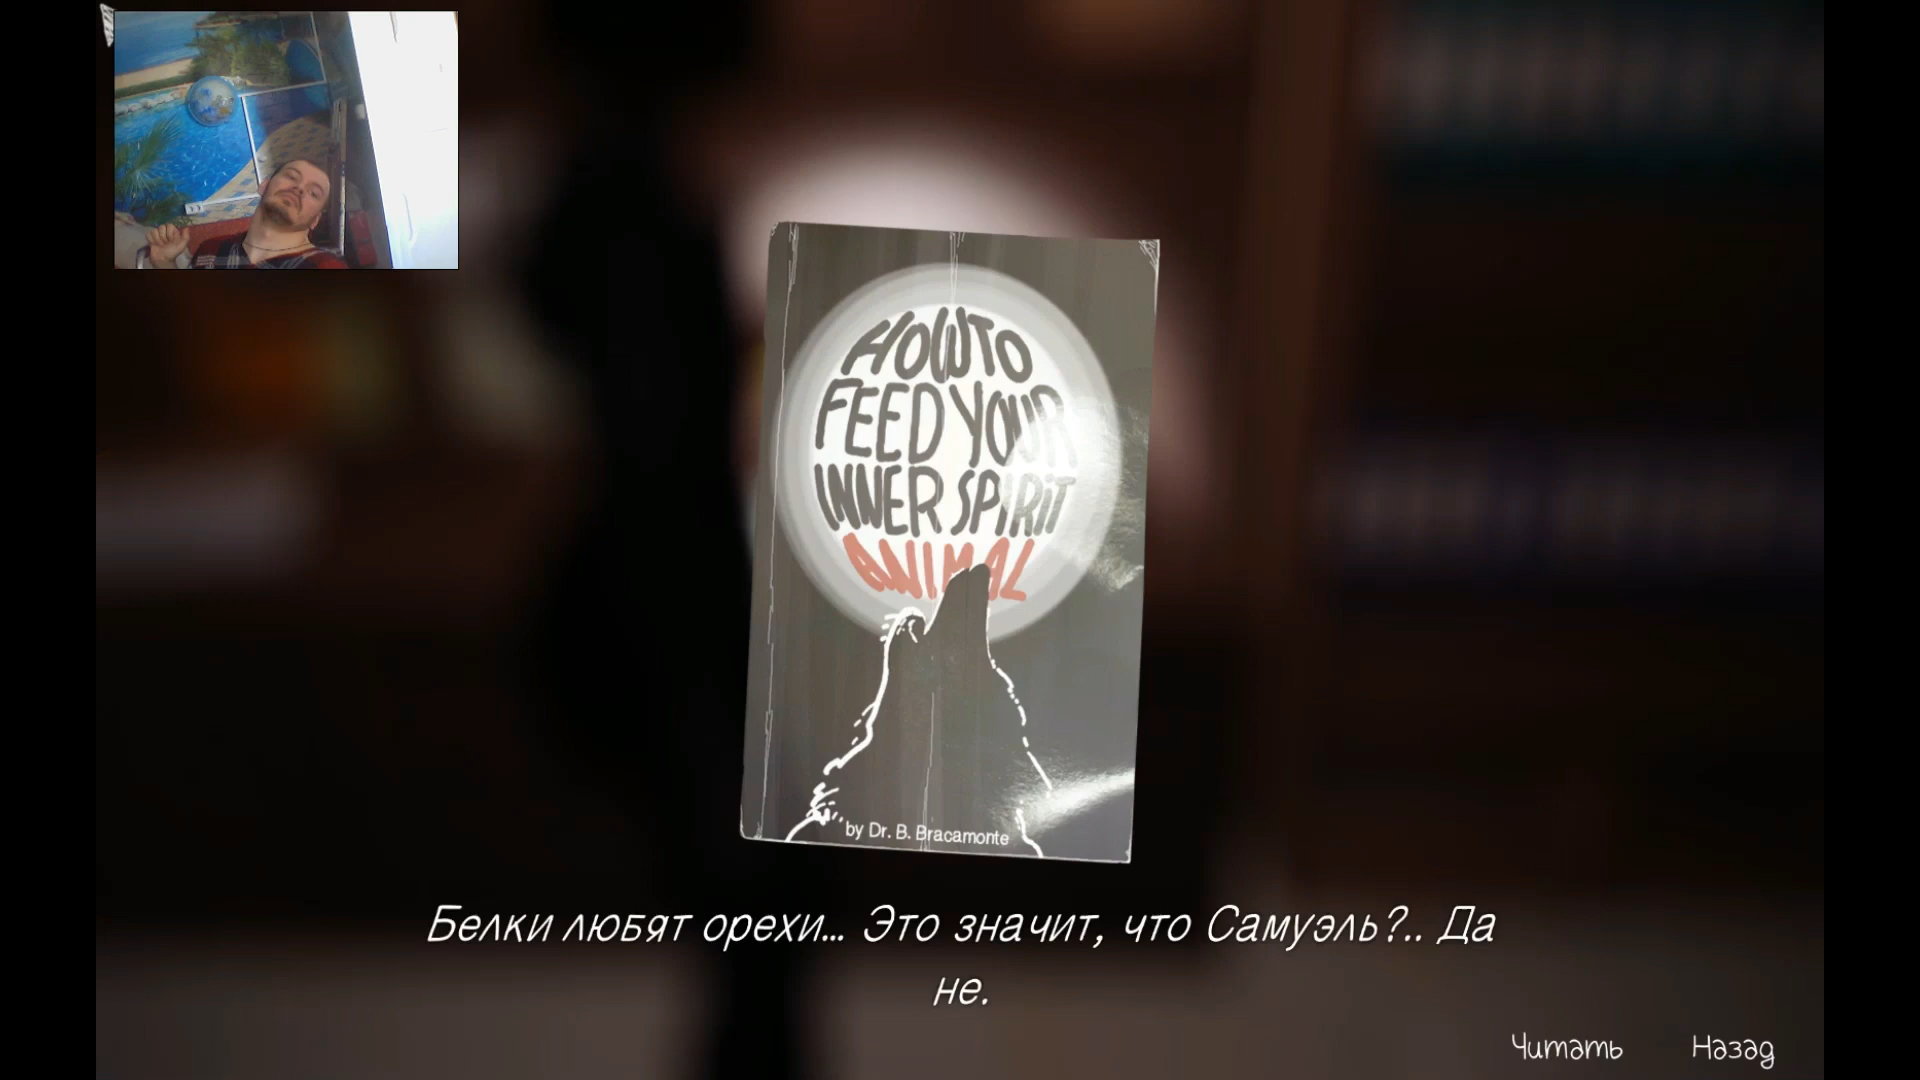 HOW TO
FEED YOUR
INNER SPIRIT
ANIMAL
by Dr. B. Bracamonte
Белки любят орехи... Это значит, что Самуэль?.. Да
не.
Читать
Назад